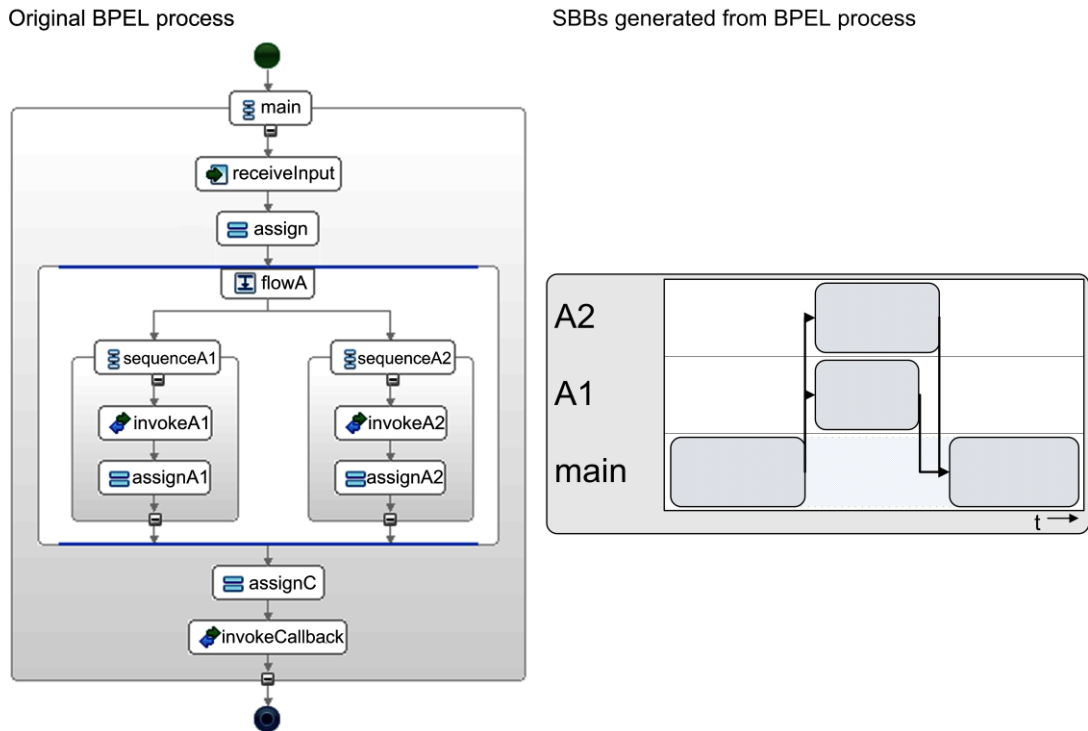 Original BPEL process
SBBs generated from BPEL process
main
receiveInput
assign
flowA
sequenceA1
sequenceA2
invokeA1
invokeA2
assignA1
assignA2
assignC
invokeCallback
A2
A1
main
t